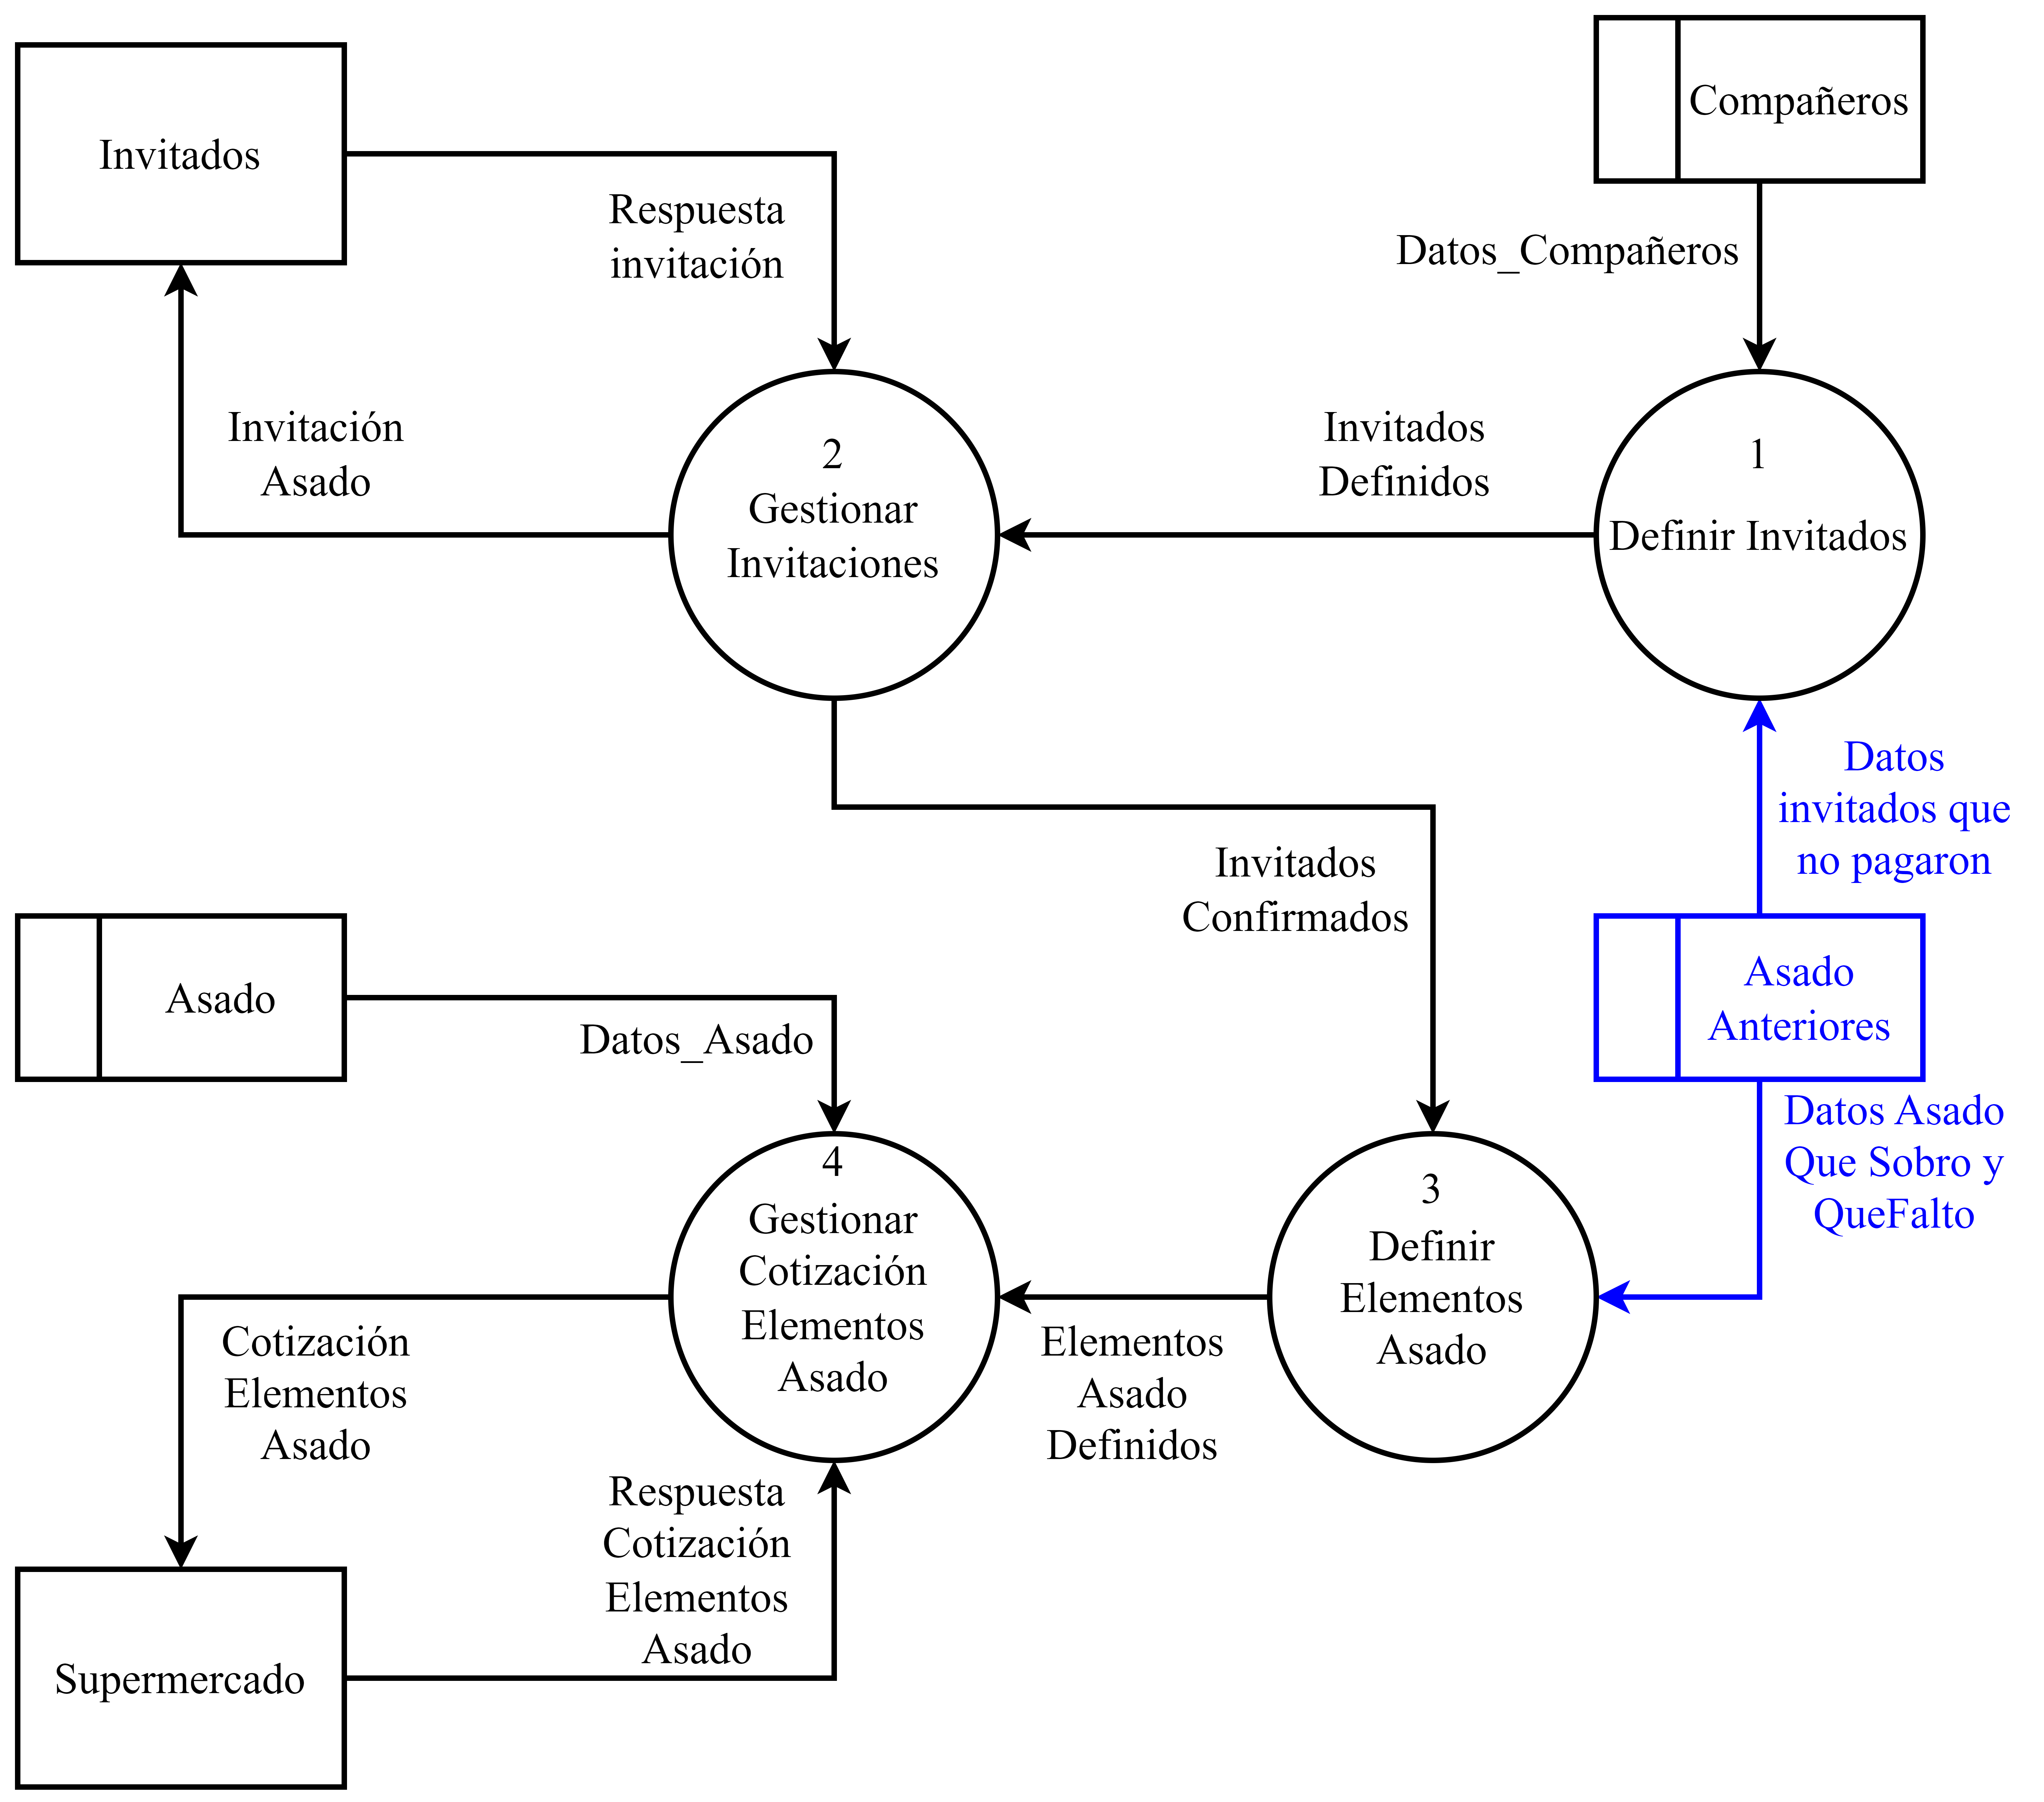 Invitados
Compañeros
Respuesta
invitación
Datos_Compañeros
Invitación
Asado
2
Gestionar
Invitaciones
Invitados
Definidos
1
Definir Invitados
Datos
invitados que
no pagaron
Invitados
Confirmados
Asado
Datos_Asado
Asado
Anteriores
Datos Asado
Que Sobro y
QueFalto
4
Gestionar
Cotización
Elementos
Asado
3
Definir
Elementos
Asado
Cotización
Elementos
Asado
Elementos
Asado
Definidos
Respuesta
Cotización
Elementos
Asado
Supermercado